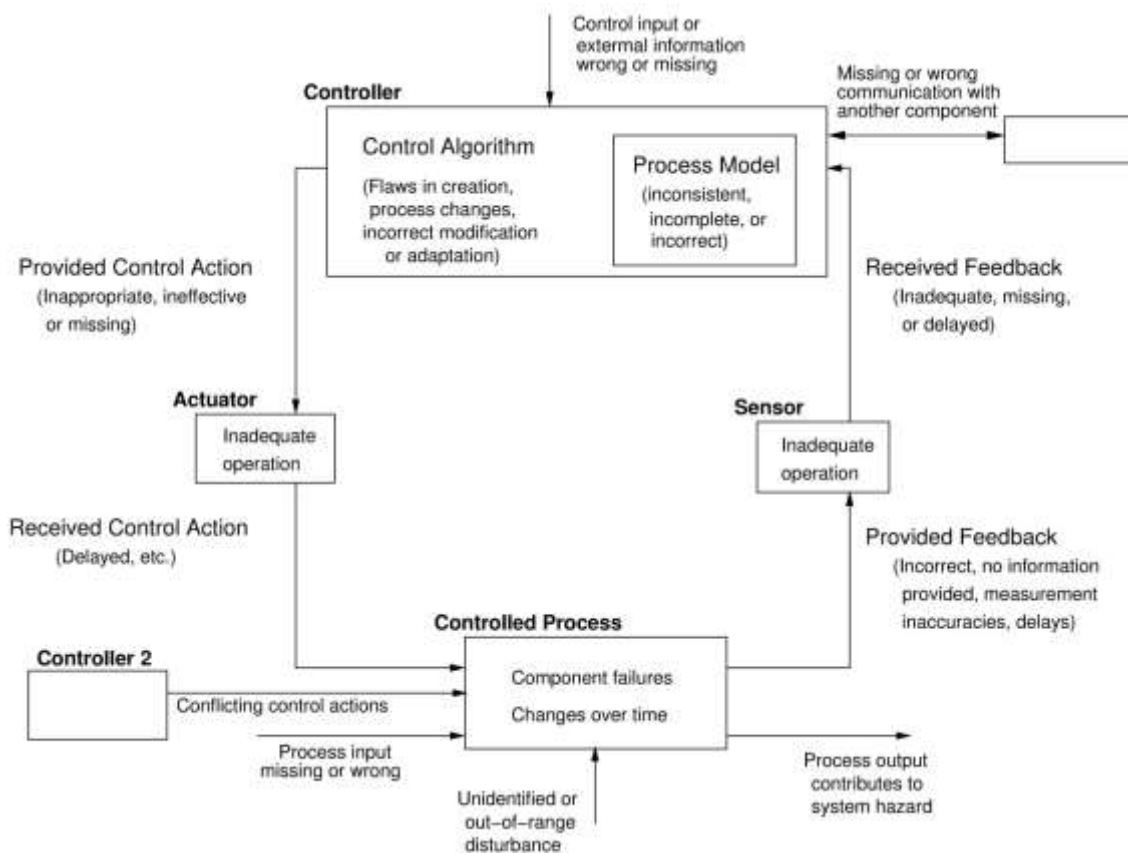 Control input or
external information
wrong or missing
Missing or wrong
communication with
another component
Controller
Control Algorithm
(Flaws in creation,
process changes,
incorrect modification
or adaptation)
Process Model
(inconsistent,
incomplete, or
incorrect)
Provided Control Action
(Inappropriate, ineffective
or missing)
Received Feedback
(Inadequate, missing,
or delayed)
Actuator
Inadequate
operation
Sensor
Inadequate
operation
Received Control Action
(Delayed, etc.)
Provided Feedback
(Incorrect, no information
provided, measurement
inaccuracies, delays)
Controlled Process
Component failures
Changes over time
Controller 2
Conflicting control actions
Process input
missing or wrong
Unidentified or
out-of-range
disturbance
Process output
contributes to
system hazard